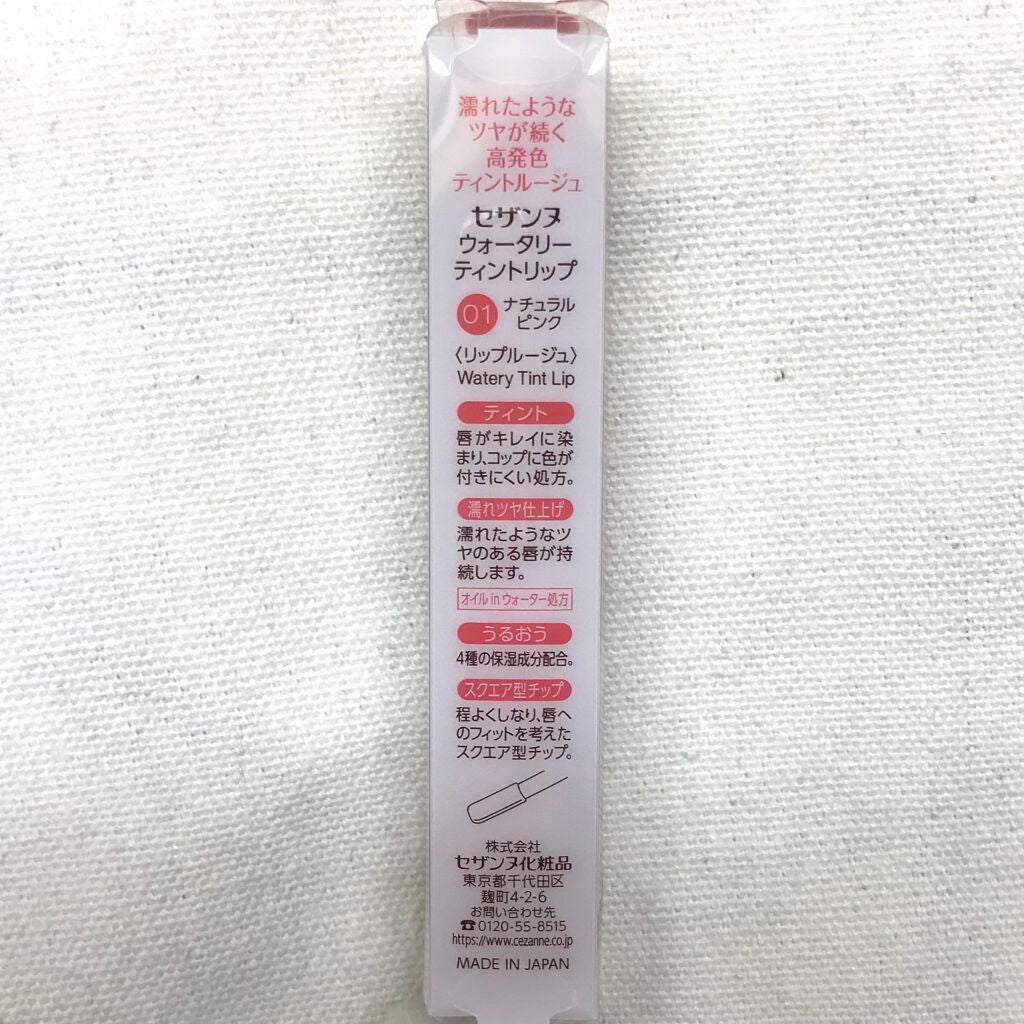 濡れたような
ツヤが続く
高発色
ティントルージュ
セザンヌ
ウォータリー
ティントリップ
01 ナチュラル
ピンク
〈リップルージュ〉
Watery Tint Lip
ティント
唇がキレイに染
まり、コップに色が
付きにくい処方。
濡れツヤ仕上げ
濡れたようなツ
ヤのある唇が持
続します。
オイル in ウォーター処方
うるおう
4種の保湿成分配合。
スクエア型チップ
程よくしなり、唇へ
のフィットを考えた
スクエア型チップ。
株式会社
セザンヌ化粧品
東京都千代田区
麹町4-2-6
お問い合わせ先
☎0120-55-8515
https://www.cezanne.co.jp
MADE IN JAPAN